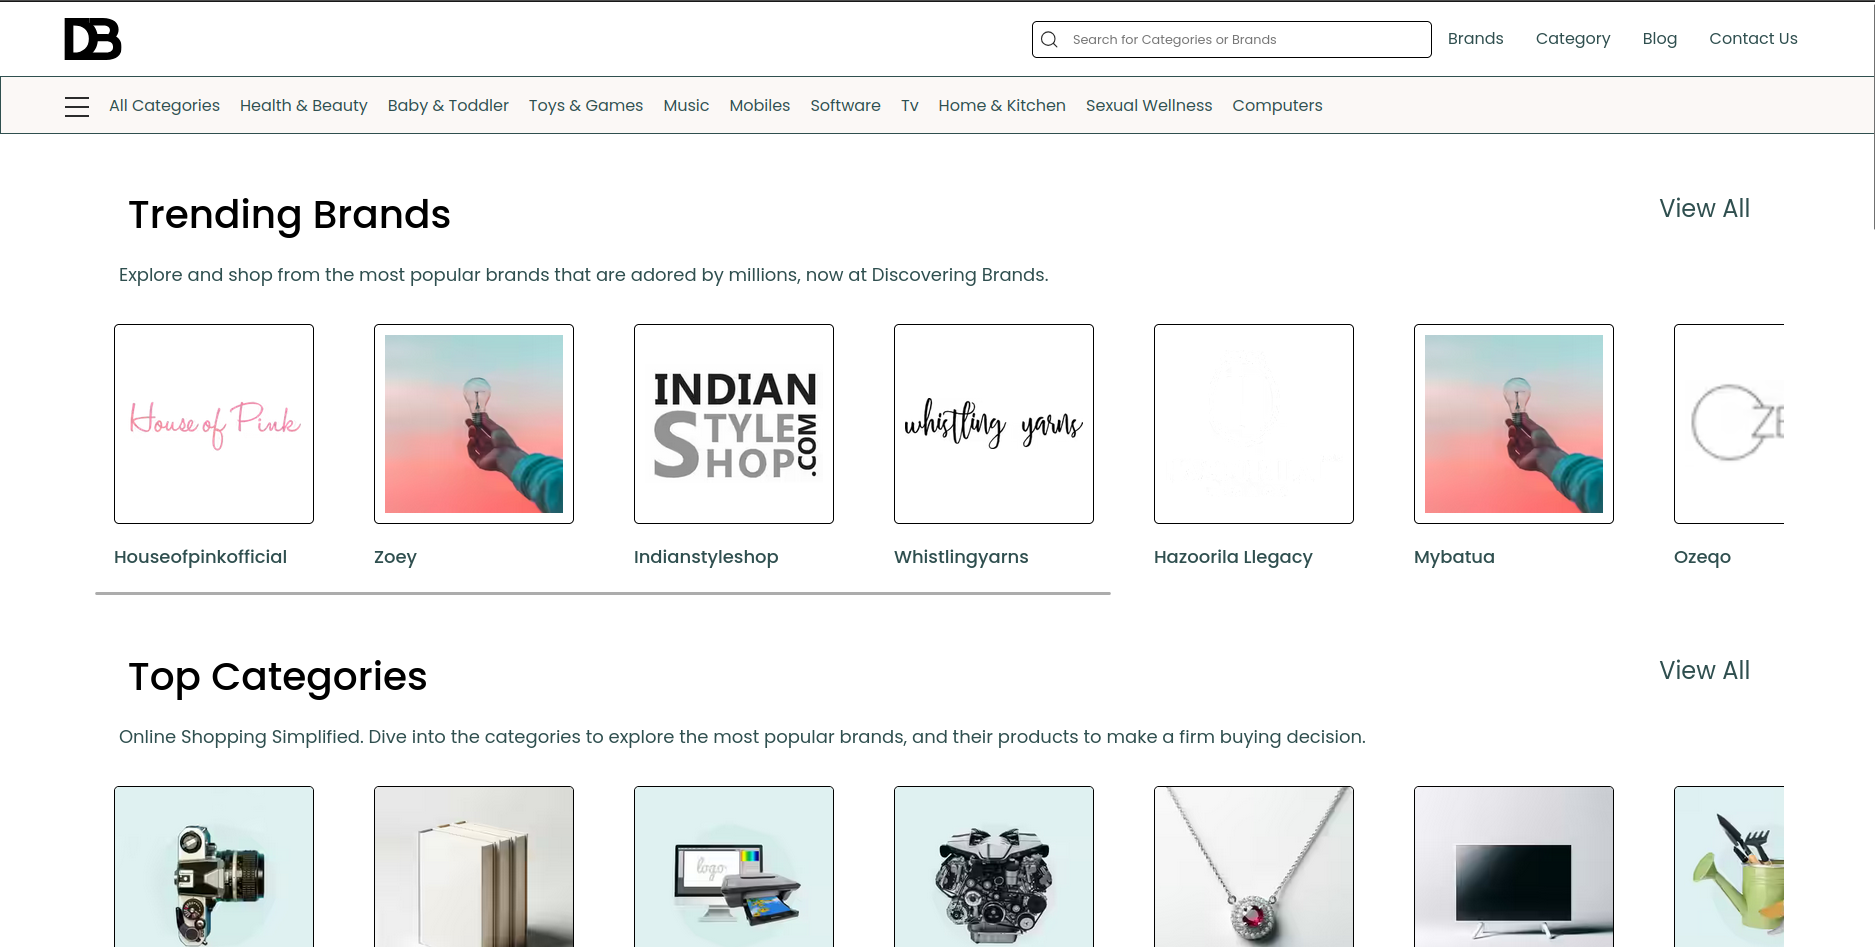 DB
Search for Categories or Brands
Brands
Category
Blog
Contact Us
All Categories
Health & Beauty
Baby & Toddler
Toys & Games
Music
Mobiles
Software
Tv
Home & Kitchen
Sexual Wellness
Computers
Trending Brands
View All
Explore and shop from the most popular brands that are adored by millions, now at Discovering Brands.
House of Pink
INDIAN
STYLE
SHOP
.COM
whistling yarns
ZE
Houseofpinkofficial
Zoey
Indianstyleshop
Whistlingyarns
Hazoorila Llegacy
Mybatua
Ozeqo
Top Categories
View All
Online Shopping Simplified. Dive into the categories to explore the most popular brands, and their products to make a firm buying decision.
logo